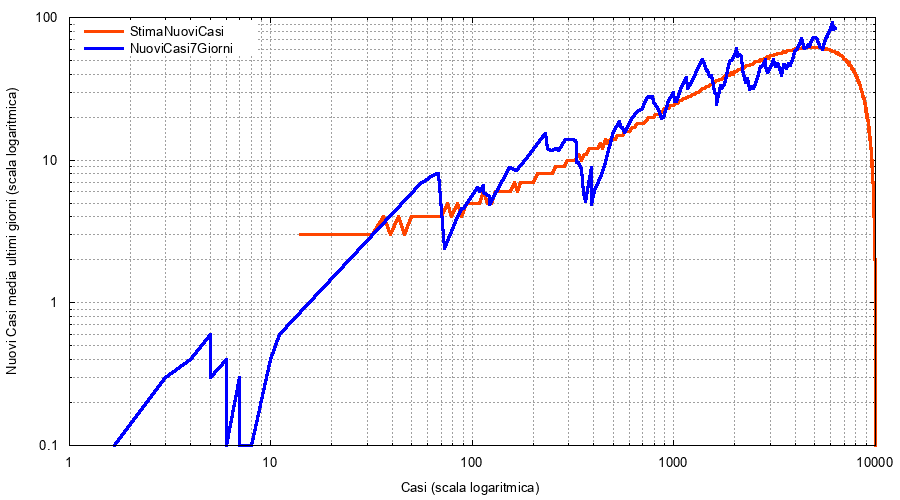 100
StimaNuoviCasi
NuoviCasi7Giorni
10
1
0.1
Nuovi Casi media ultimi giorni (scala logaritmica)
1 10 100 1000 10000
Casi (scala logaritmica)